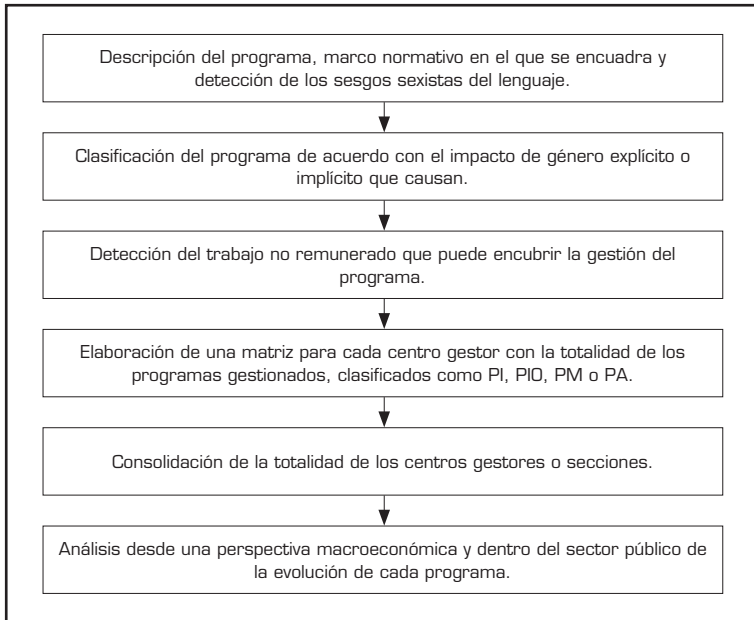 Descripción del programa, marco normativo en el que se encuadra y
detección de los sesgos sexistas del lenguaje.
Clasificación del programa de acuerdo con el impacto de género explícito o
implícito que causan.
Detección del trabajo no remunerado que puede encubrir la gestión del
programa.
Elaboración de una matriz para cada centro gestor con la totalidad de los
programas gestionados, clasificados como PI, PIO, PM o PA.
Consolidación de la totalidad de los centros gestores o secciones.
Análisis desde una perspectiva macroeconómica y dentro del sector público de
la evolución de cada programa.